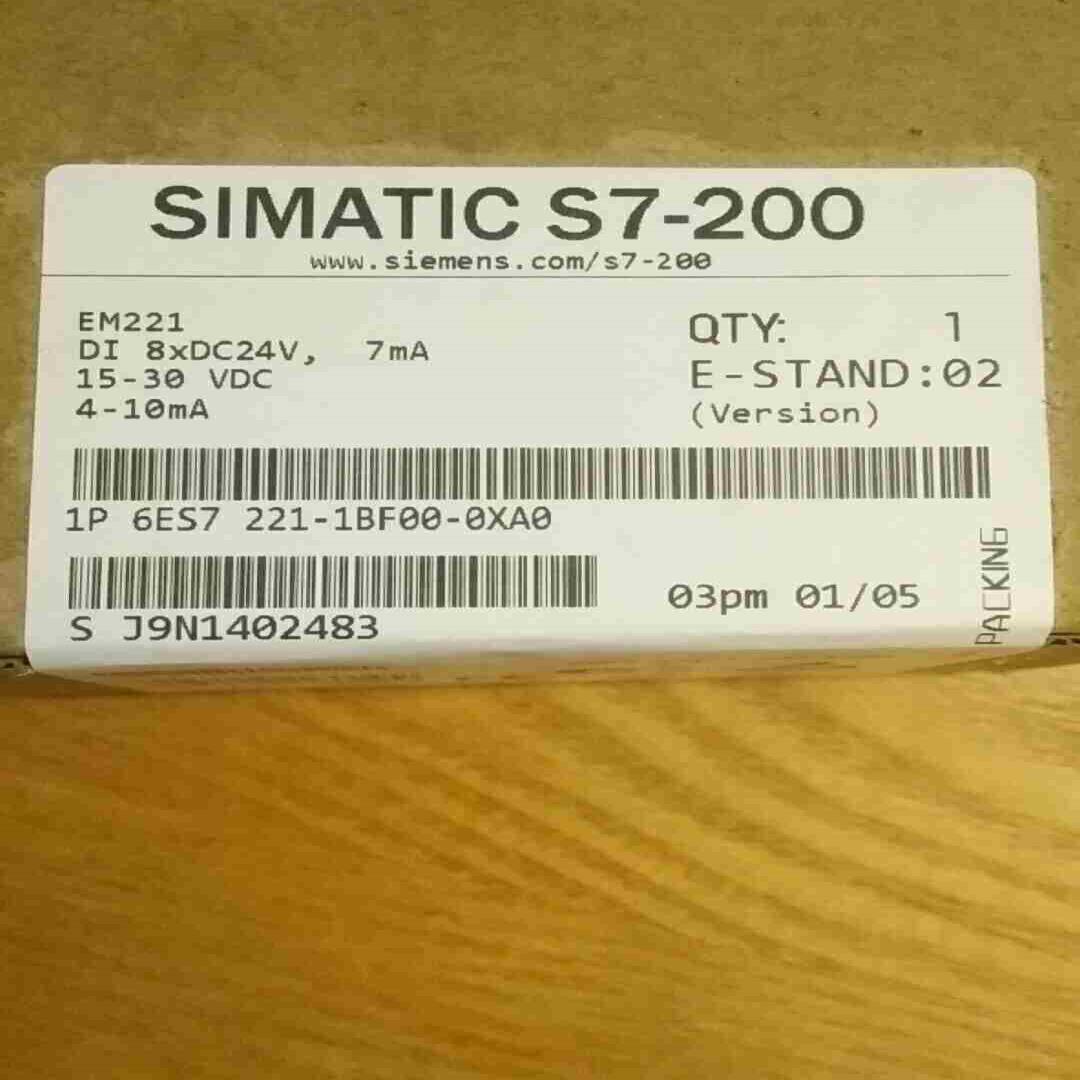 SIMATIC S7-200
www.siemens.com/s7-200
EM221
DI 8xDC24V, 7mA
15-30 VDC
4-10mA
QTY: 1
E-STAND:02
(Version)
1P 6ES7 221-1BF00-0XA0
S J9N1402483
03pm 01/05
PACKING